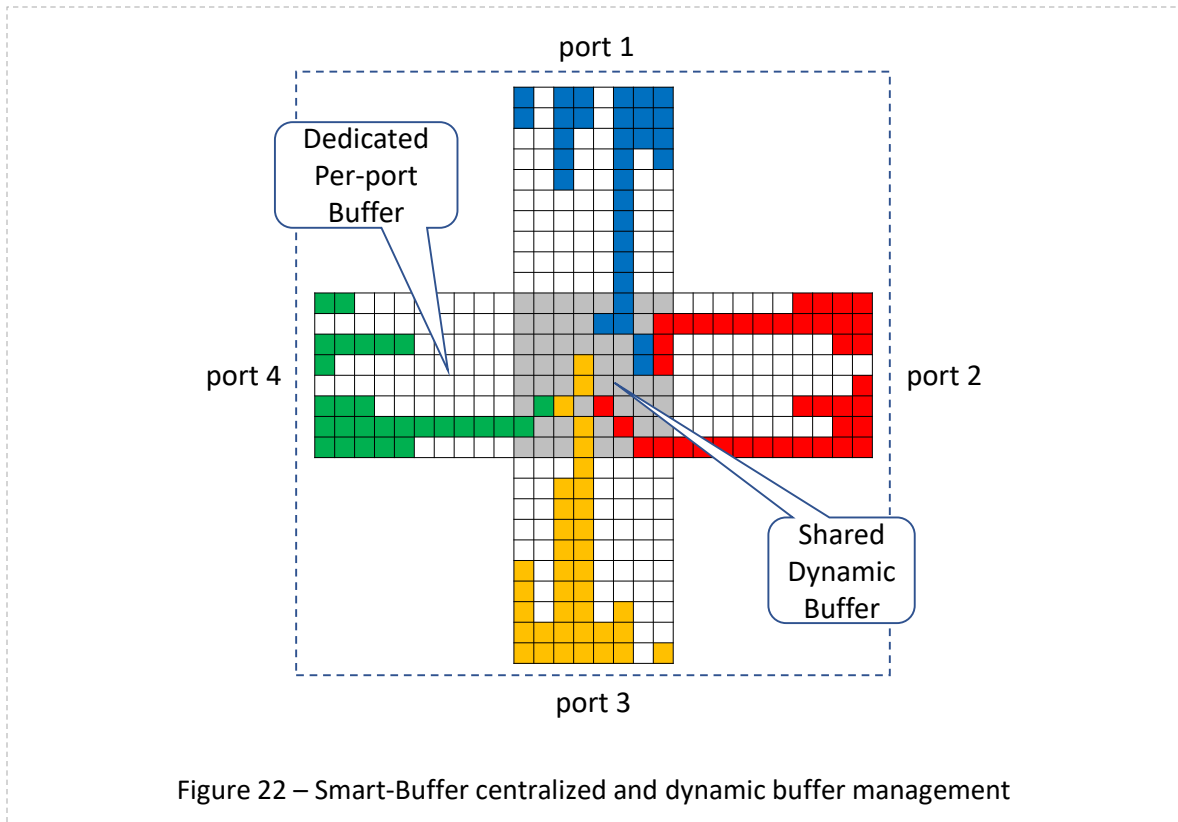 port 1
Dedicated
Per-port
Buffer
port 4
port 2
Shared
Dynamic
Buffer
port 3
Figure 22 – Smart-Buffer centralized and dynamic buffer management